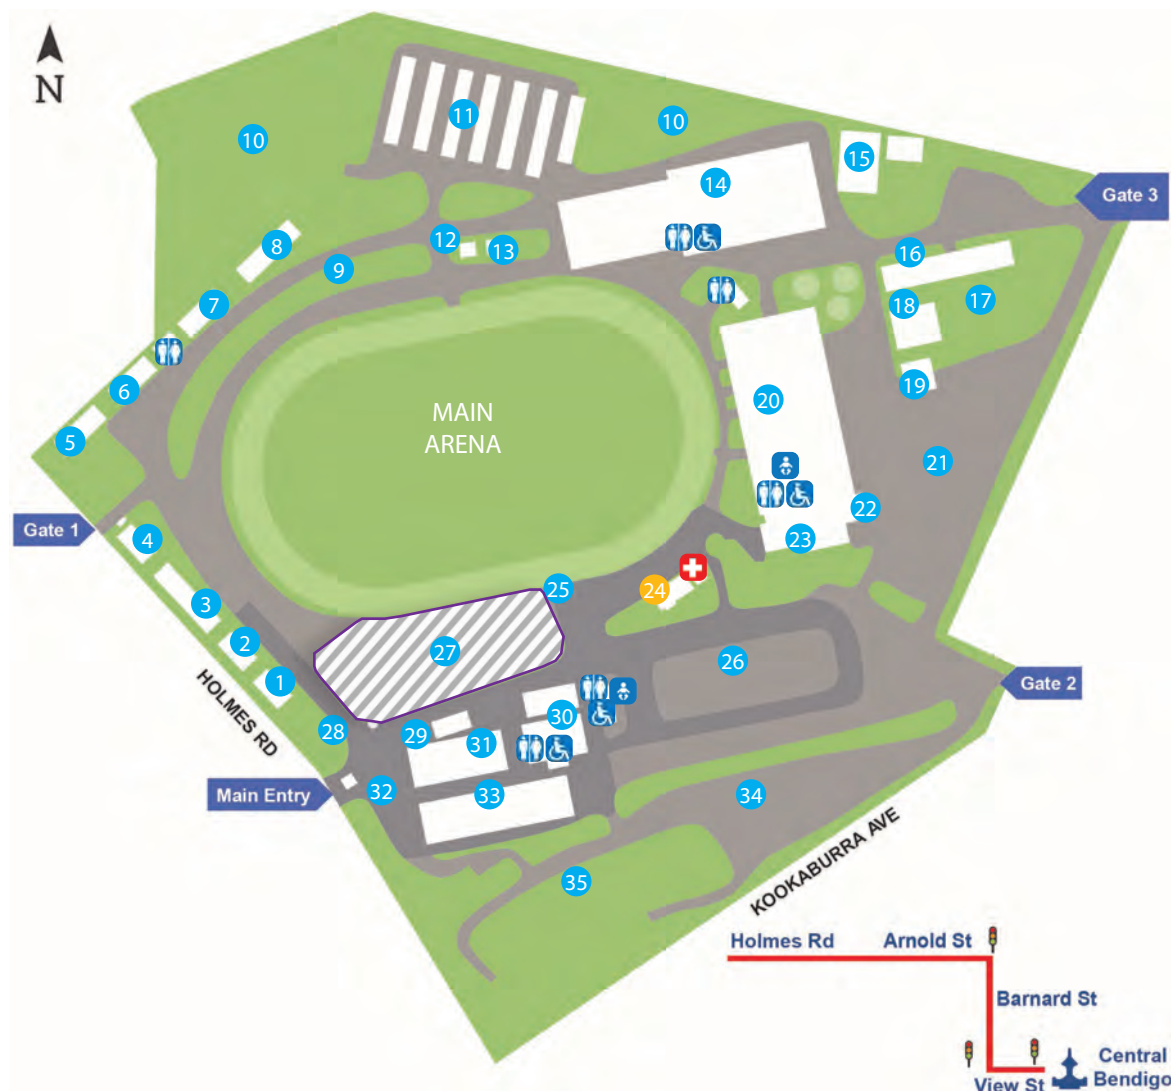 N
11
10
10
15
14
Gate 3
12
13
16
8
9
18
17
7
19
6
20
MAIN
ARENA
5
21
22
Gate 1
4
23
24
25
3
2
27
26
1
Gate 2
HOLMES RD
28
29
30
31
Main Entry
32
33
34
35
KOOKABURRA AVE
Holmes Rd
Arnold St
Barnard St
Central
Bendigo
View St